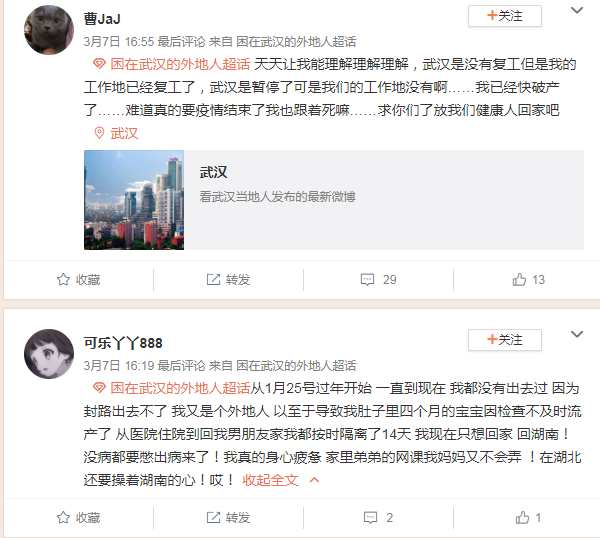 曹JaJ
+关注
3月7日 16:55 最后评论 来自 困在武汉的外地人超话
困在武汉的外地人超话 天天让我能理解理解理解，武汉是没有复工但是我的
工作地已经复工了，武汉是暂停了可是我们的工作地没有啊……我已经快破产
了……难道真的要疫情结束了我也跟着死嘛……求你们了放我们健康人回家吧
武汉
武汉
看武汉当地人发布的最新微博
收藏
转发
29
13
可乐丫丫888
+关注
3月7日 16:19 最后评论 来自 困在武汉的外地人超话
困在武汉的外地人超话从1月25号过年开始 一直到现在 我都没有出去过 因为
封路出去不了 我又是个外地人 以至于导致我肚子里四个月的宝宝因检查不及时流
产了 从医院住院到回我男朋友家我都按时隔离了14天 我现在只想回家 回湖南！
没病都要憋出病来了！我真的身心疲惫 家里弟弟的网课我妈妈又不会弄 ！在湖北
还要操着湖南的心！哎！ 收起全文
收藏
转发
2
1